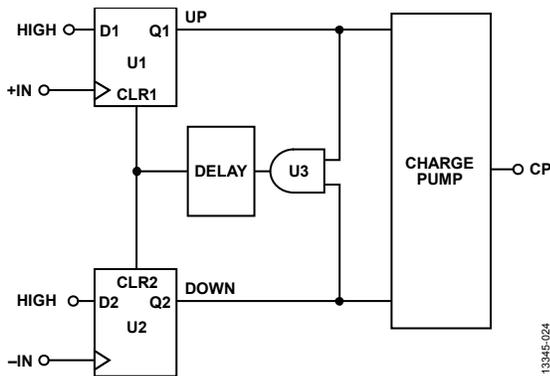 HIGH
D1
Q1
UP
U1
+IN
CLR1
DELAY
U3
CHARGE
PUMP
CP
CLR2
HIGH
D2
Q2
DOWN
U2
–IN
13345-024